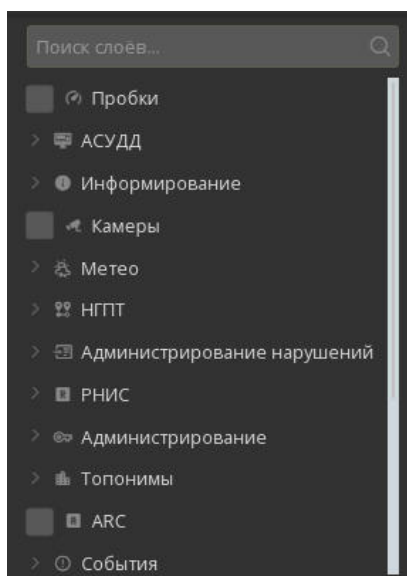 Поиск слоёв...
Пробки
АСУДД
Информирование
Камеры
Метео
НГПТ
Администрирование нарушений
РНИС
Администрирование
Топонимы
ARC
События